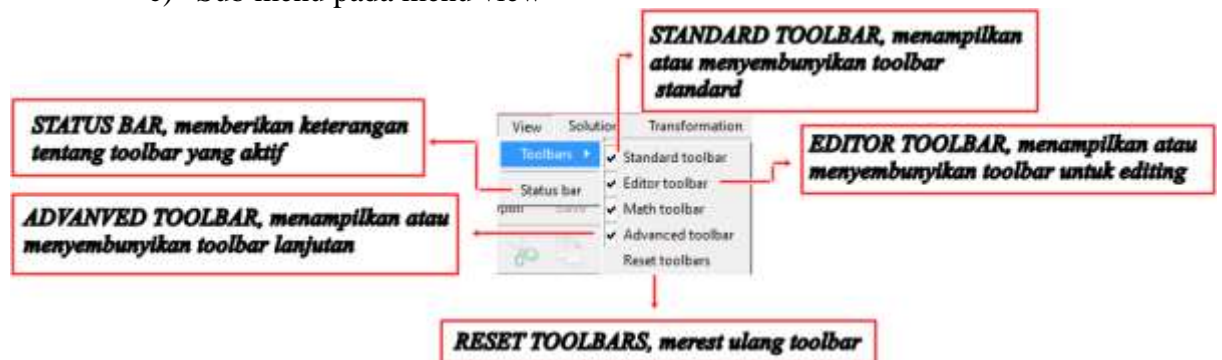 Sub menu pada menu view
STANDARD TOOLBAR, menampilkan
atau menyembunyikan toolbar
standard
STATUS BAR, memberikan keterangan
tentang toolbar yang aktif
View Solution Transformation
Toolbars
Standard toolbar
Editor toolbar
Status bar
Math toolbar
Advanced toolbar
Reset toolbars
EDITOR TOOLBAR, menampilkan atau
menyembunyikan toolbar untuk editing
ADVANVED TOOLBAR, menampilkan atau
menyembunyikan toolbar lanjutan
RESET TOOLBARS, merest ulang toolbar